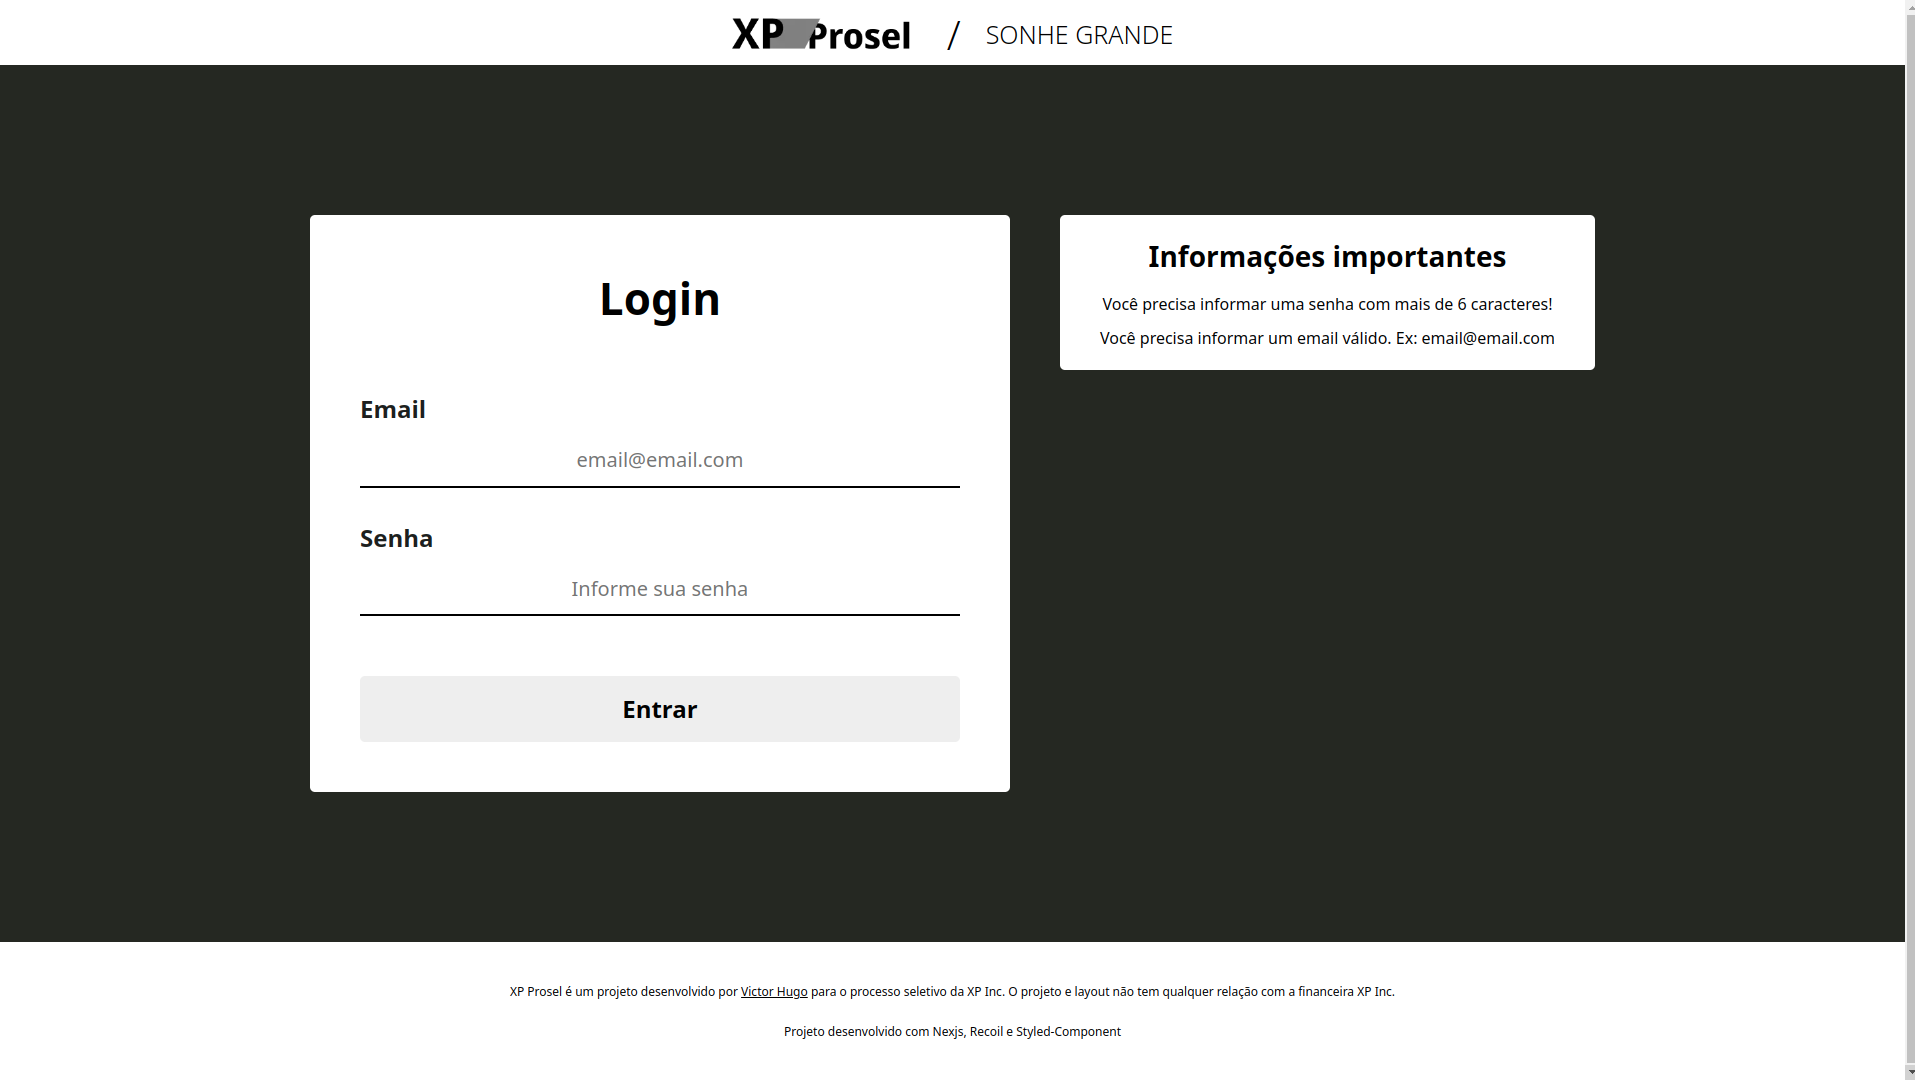 XP Prosel / SONHE GRANDE
Login
Email
email@email.com
Senha
Informe sua senha
Entrar
Informações importantes
Você precisa informar uma senha com mais de 6 caracteres!
Você precisa informar um email válido. Ex: email@email.com
XP Prosel é um projeto desenvolvido por Victor Hugo para o processo seletivo da XP Inc. O projeto e layout não tem qualquer relação com a financeira XP Inc.
Projeto desenvolvido com Nexjs, Recoil e Styled-Component